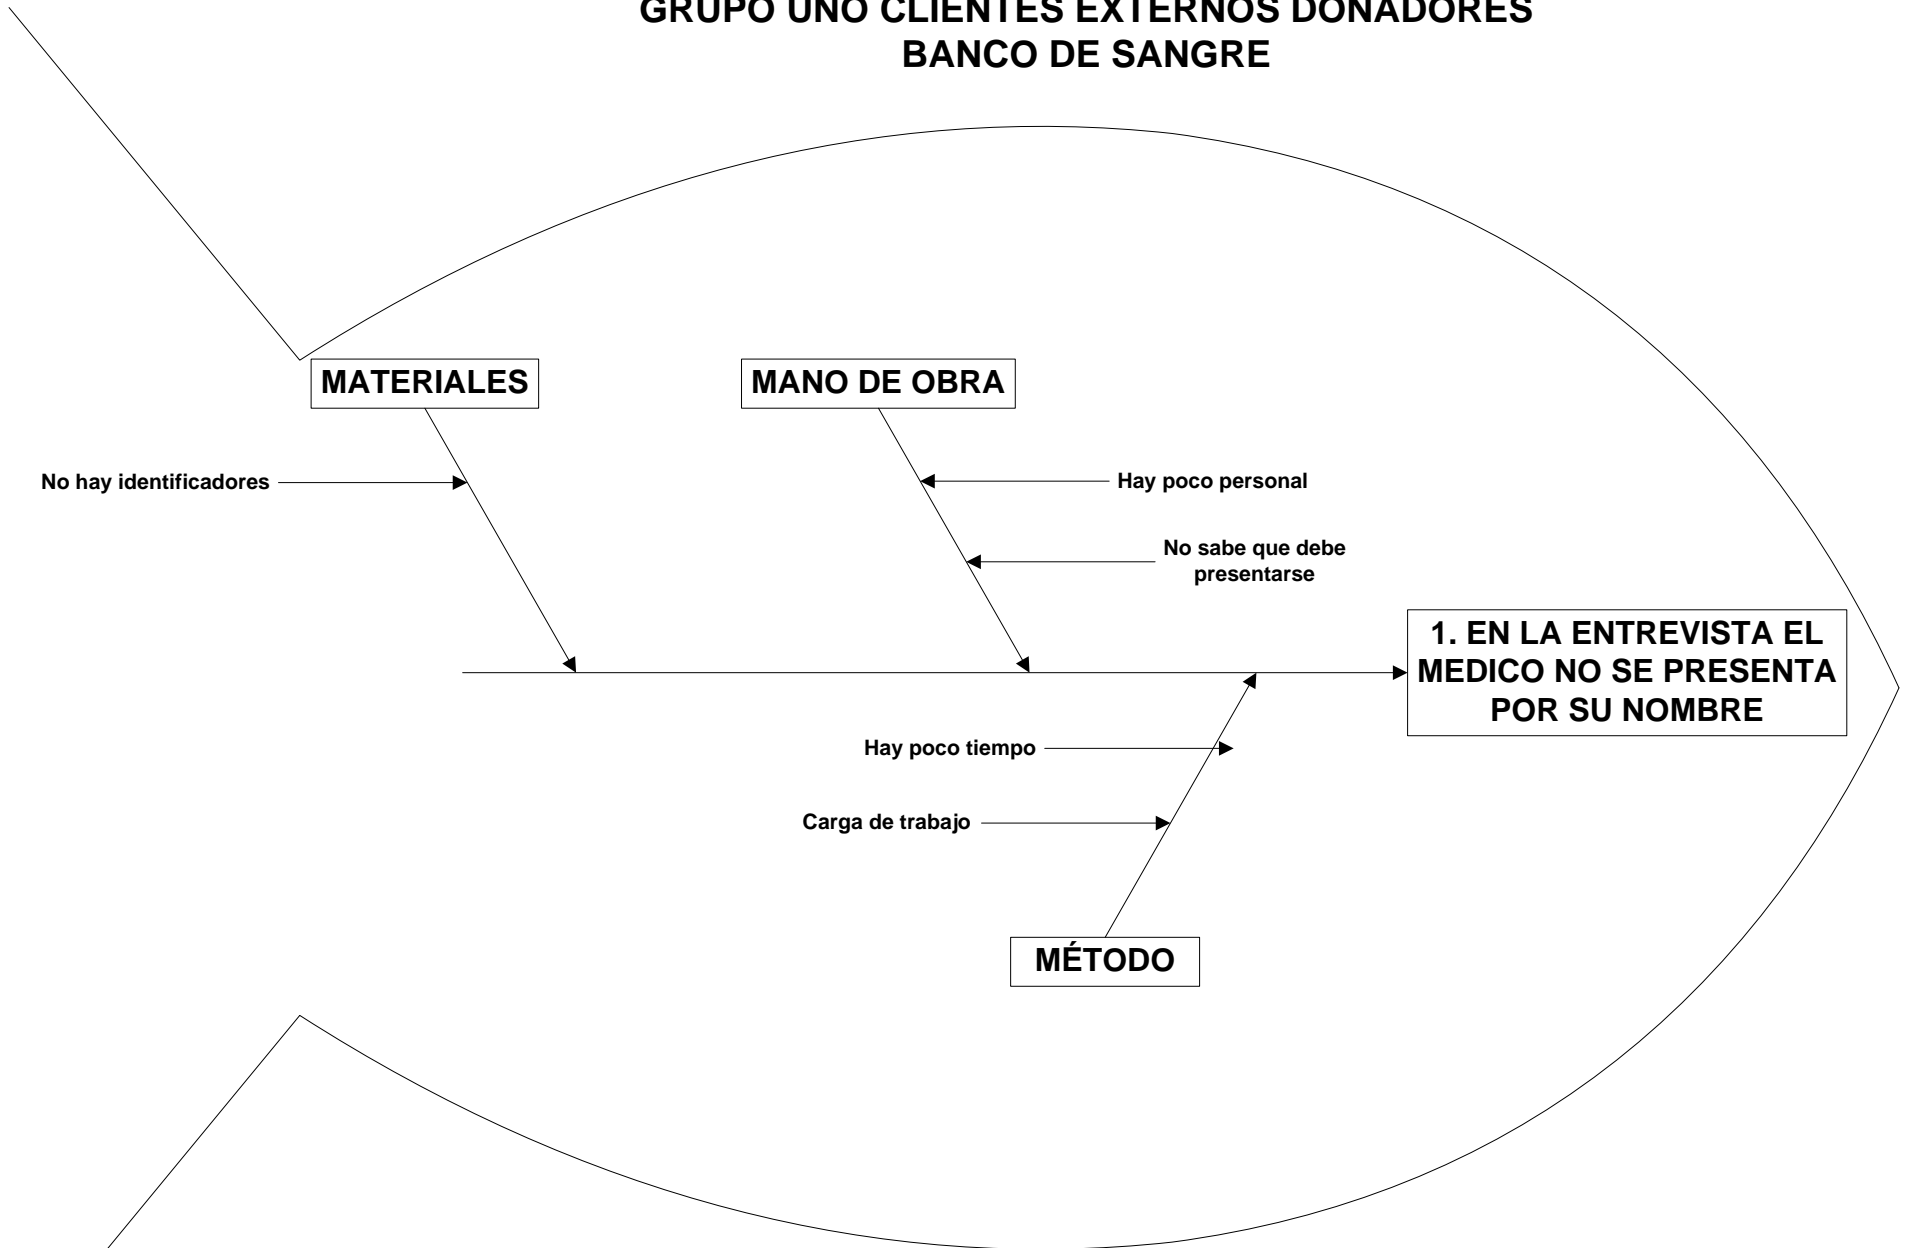 GRUPO UNO CLIENTES EXTERNOS DONADORES
BANCO DE SANGRE
MATERIALES
MANO DE OBRA
No hay identificadores
Hay poco personal
No sabe que debe
presentarse
1. EN LA ENTREVISTA EL
MEDICO NO SE PRESENTA
POR SU NOMBRE
Hay poco tiempo
Carga de trabajo
MÉTODO